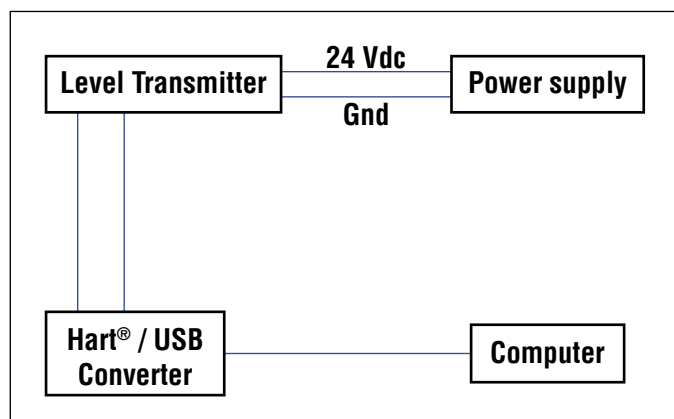 24 Vdc
Level Transmitter
Power supply
Gnd
Hart® / USB
Converter
Computer